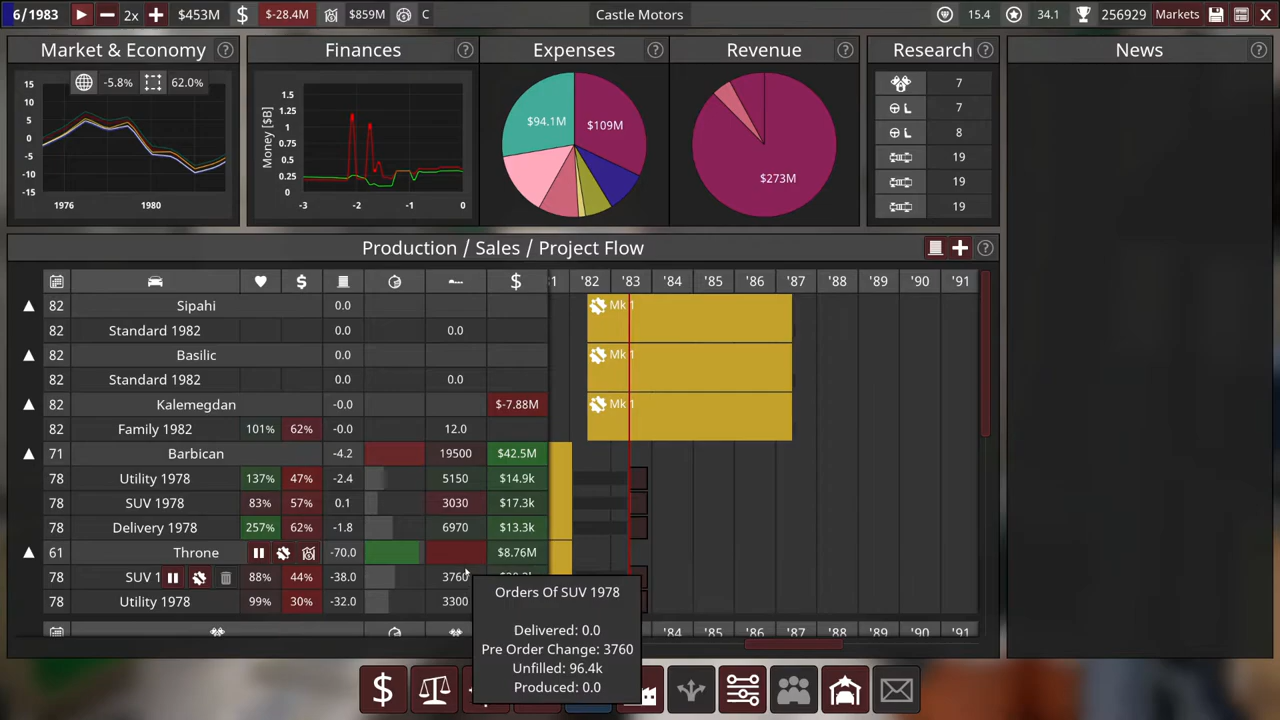 6/1983 2x $453M $ $-28.4M $859M C Castle Motors 15.4 34.1 256929 Markets
Market & Economy ? Finances ? Expenses ? Revenue ? Research ? News ?
-5.8% 62.0%
15
10
5
0
-5
-10
-15
1976 1980
Money [$B]
1.5
1.25
1
0.75
0.5
0.25
0
-3 -2 -1 0
$94.1M $109M
$273M
7
7
8
19
19
19
Production / Sales / Project Flow ?
$ $ 1 '82 '83 '84 '85 '86 '87 '88 '89 '90 '91
82 Sipahi 0.0 Mk 1
Standard 1982 0.0
82 Basilic 0.0 Mk 1
Standard 1982 0.0
82 Kalemegdan -0.0 $-7.88M Mk 1
82 Family 1982 101% 62% -0.0 12.0
71 Barbican -4.2 19500 $42.5M
78 Utility 1978 137% 47% -2.4 5150 $14.9k
78 SUV 1978 83% 57% 0.1 3030 $17.3k
78 Delivery 1978 257% 62% -1.8 6970 $13.3k
61 Throne -70.0 $8.76M
78 SUV 1 88% 44% -38.0 3760
78 Utility 1978 99% 30% -32.0 3300
'84 '85 '86 '87 '88 '89 '90 '91
Orders Of SUV 1978
Delivered: 0.0
Pre Order Change: 3760
Unfilled: 96.4k
Produced: 0.0
$